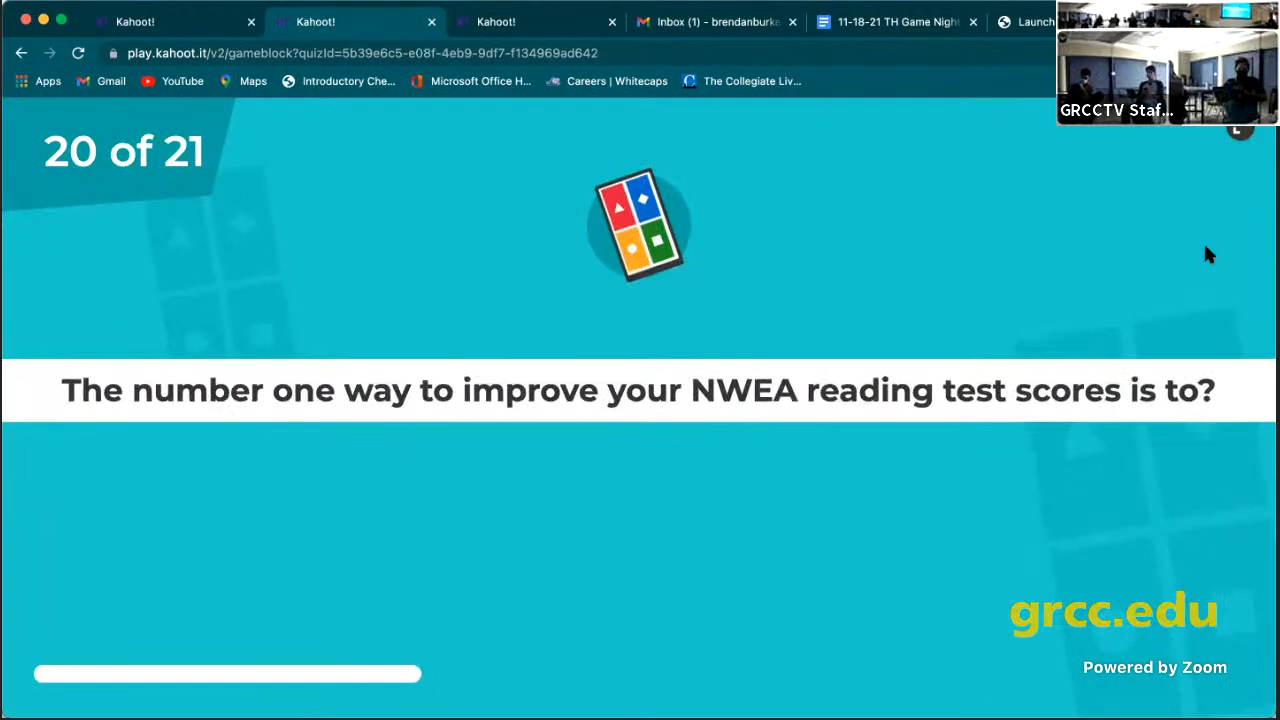 Kahoot!
Kahoot!
Kahoot!
Inbox (1) - brendanburke
11-18-21 TH Game Night
Launch
play.kahoot.it/v2/gameblock?quizId=5b39e6c5-e08f-4eb9-9df7-f134969ad642
Apps
Gmail
YouTube
Maps
Introductory Che...
Microsoft Office H...
Careers | Whitecaps
The Collegiate Liv...
GRCCTV Staf...
20 of 21
The number one way to improve your NWEA reading test scores is to?
grcc.edu
Powered by Zoom